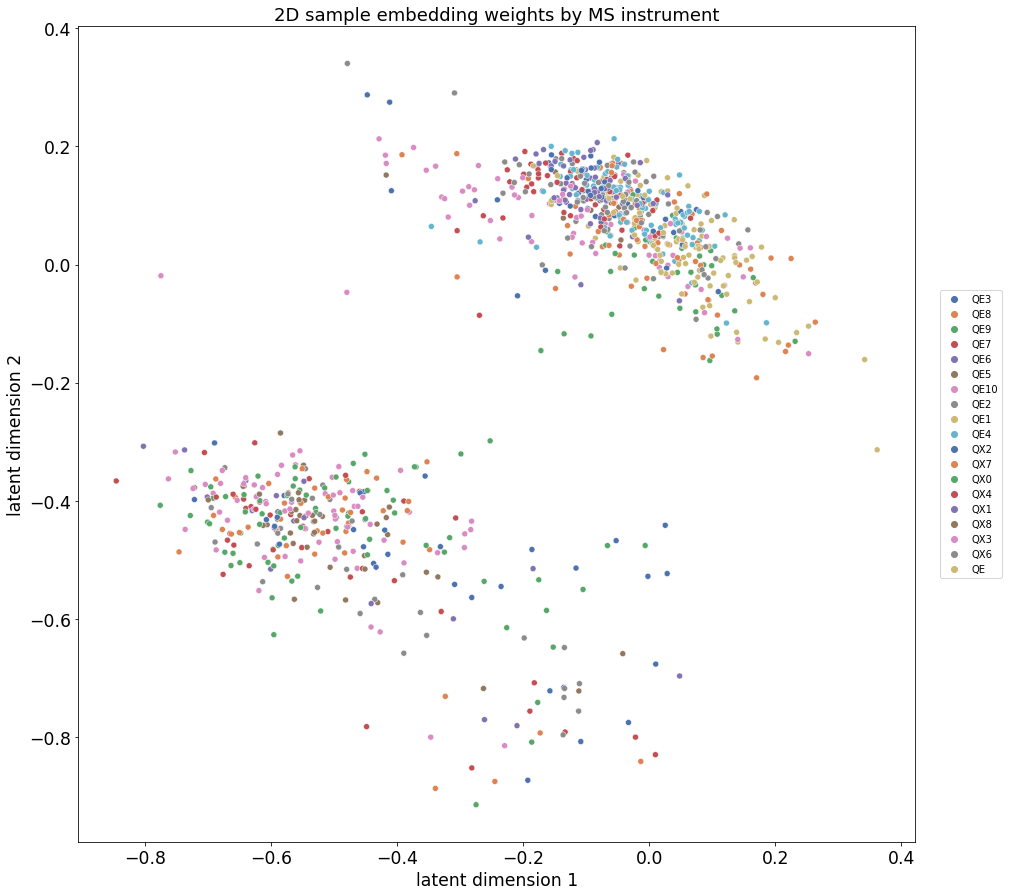 2D sample embedding weights by MS instrument
0.4
0.2
0.0
−0.2
−0.4
−0.6
−0.8
latent dimension 2
−0.8
−0.6
−0.4
−0.2
0.0
0.2
0.4
latent dimension 1
QE3
QE8
QE9
QE7
QE6
QE5
QE10
QE2
QE1
QE4
QX2
QX7
QX0
QX4
QX1
QX8
QX3
QX6
QE